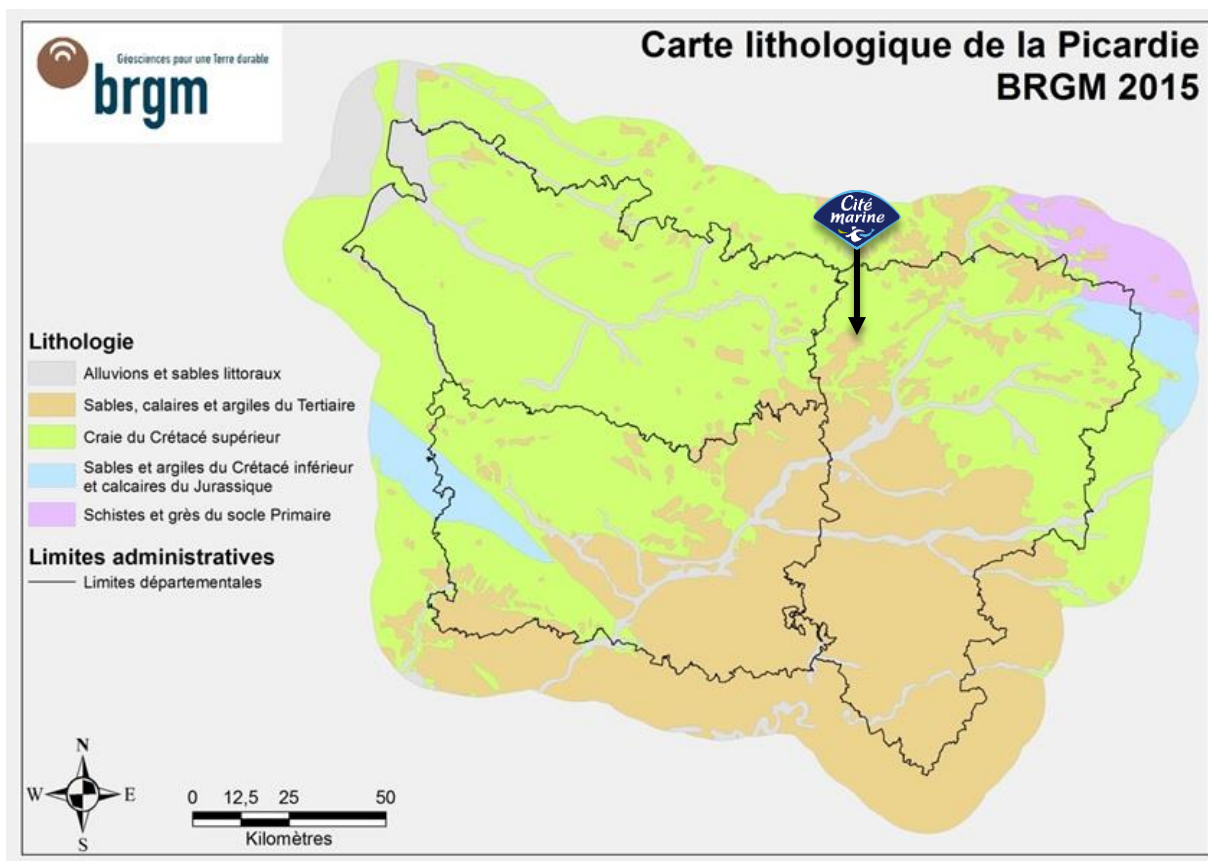 Géosciences pour une Terre durable
brgm
Carte lithologique de la Picardie
BRGM 2015
Cité
marine
Lithologie
Alluvions et sables littoraux
Sables, calaires et argiles du Tertiaire
Craie du Crétacé supérieur
Sables et argiles du Crétacé inférieur
et calcaires du Jurassique
Schistes et grès du socle Primaire
Limites administratives
Limites départementales
N
W E
S
0 12,5 25 50
Kilomètres